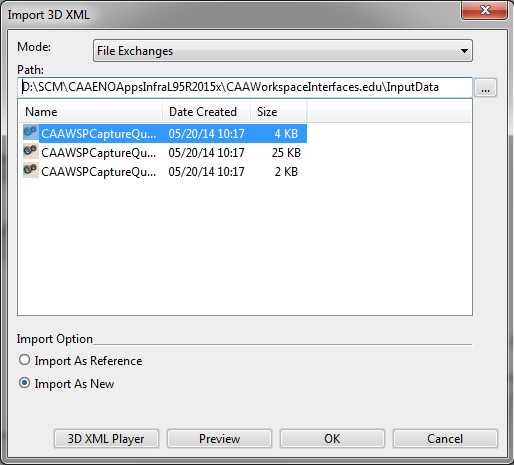 Import 3D XML
Mode:
File Exchanges
Path:
D:\SCM\CAAENOAppsInfraL95R2015x\CAAWorkspaceInterfaces.edu\InputData
...
Name Date Created Size
CAAWSPCaptureQu... 05/20/14 10:17 4 KB
CAAWSPCaptureQu... 05/20/14 10:17 25 KB
CAAWSPCaptureQu... 05/20/14 10:17 2 KB
Import Option
Import As Reference
Import As New
3D XML Player Preview OK Cancel